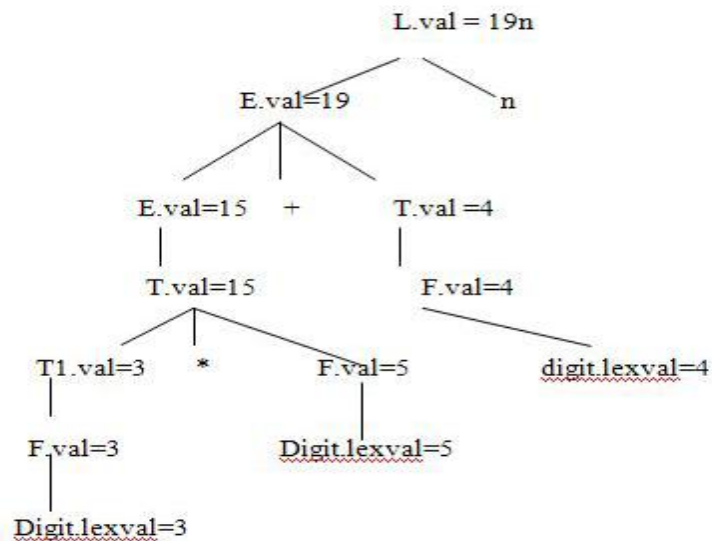 L.val = 19n
E.val=19 n
E.val=15 + T.val =4
T.val=15 F.val=4
T1.val=3 * F.val=5 digit.lexval=4
F.val=3 Digit.lexval=5
Digit.lexval=3